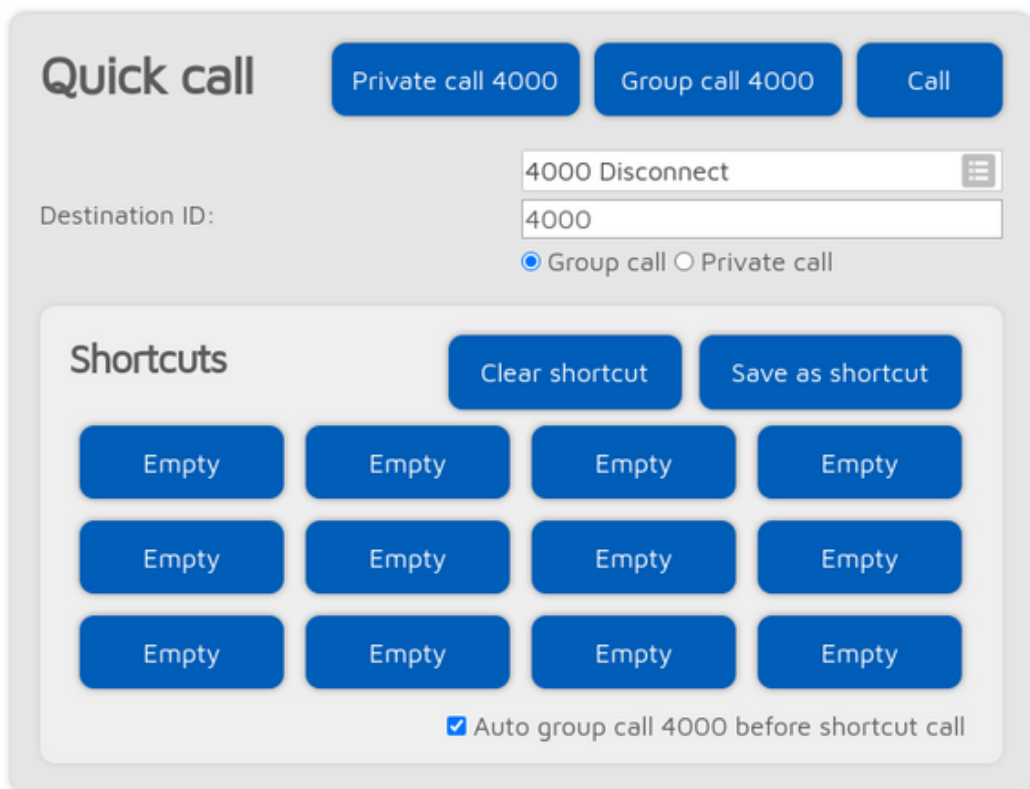 Quick call
Private call 4000
Group call 4000
Call
4000 Disconnect
Destination ID:
4000
Group call Private call
Shortcuts
Clear shortcut
Save as shortcut
Empty Empty Empty Empty
Empty Empty Empty Empty
Empty Empty Empty Empty
Auto group call 4000 before shortcut call